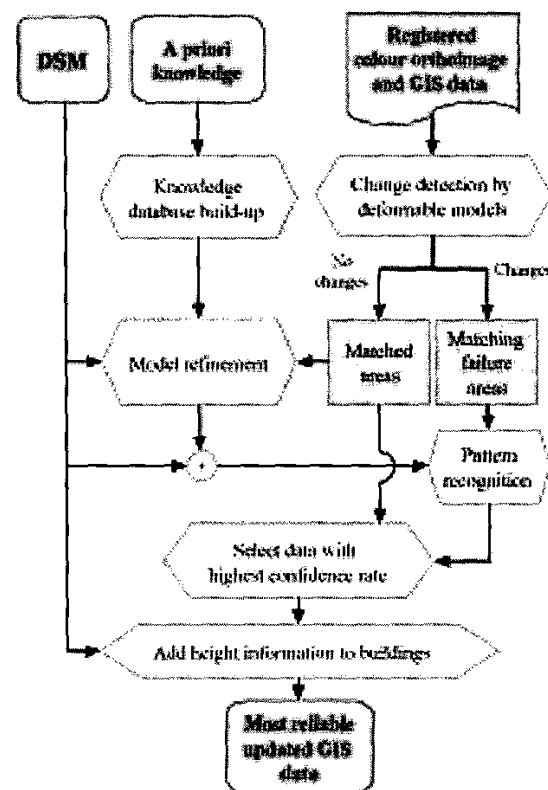 DSM
A priori
knowledge
Registered
colour orthoimage
and GIS data
Knowledge
database build-up
Change detection by
deformable models
No
changes
Changes
Model refinement
Matched
areas
Matching
failure
areas
+
Pattern
recognition
Select data with
highest confidence rate
Add height information to buildings
Most reliable
updated GIS
data